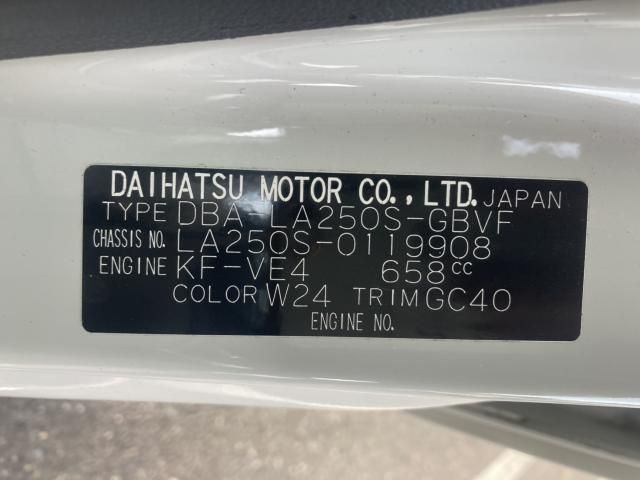 DAIHATSU MOTOR CO.,LTD. JAPAN
TYPE DBA-LA250S-GBVF
CHASSIS NO. LA250S-0119908
ENGINE KF-VE4 658cc
COLOR W24 TRIM GC40
ENGINE NO.